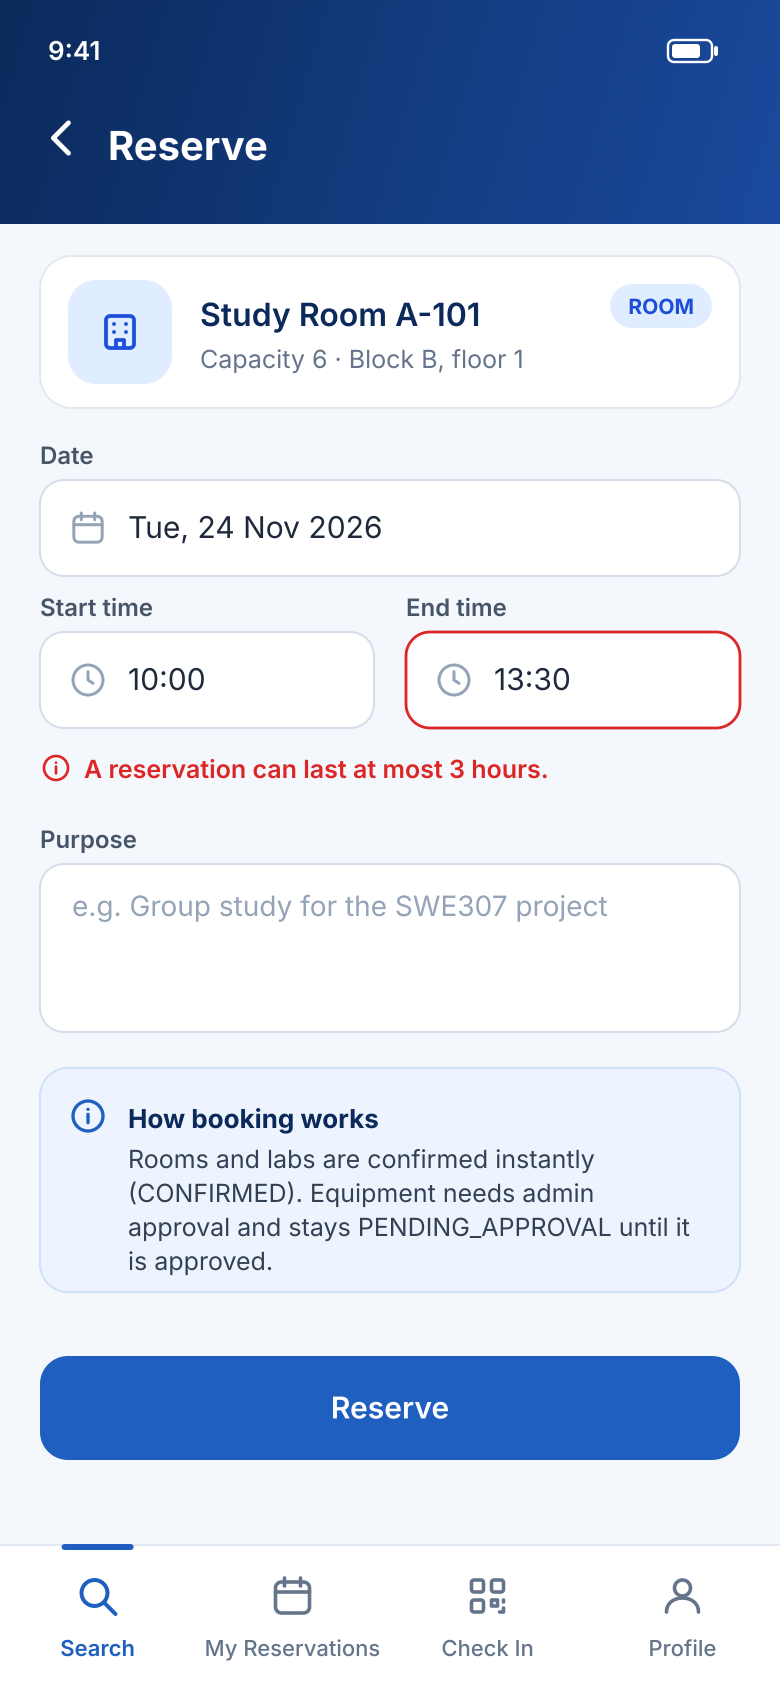 9:41
Reserve
Study Room A-101
ROOM
Capacity 6 · Block B, floor 1
Date
Tue, 24 Nov 2026
Start time
End time
10:00
13:30
A reservation can last at most 3 hours.
Purpose
e.g. Group study for the SWE307 project
How booking works
Rooms and labs are confirmed instantly
(CONFIRMED). Equipment needs admin
approval and stays PENDING_APPROVAL until it
is approved.
Reserve
Search
My Reservations
Check In
Profile